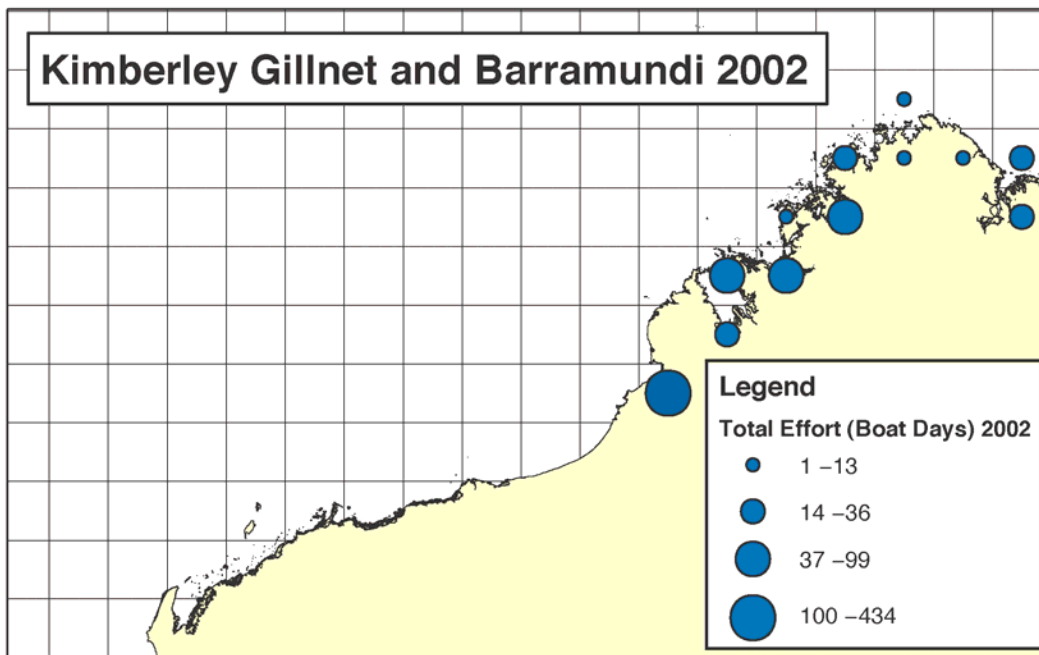 Kimberley Gillnet and Barramundi 2002
Legend
Total Effort (Boat Days) 2002
1 –13
14 –36
37 –99
100 –434